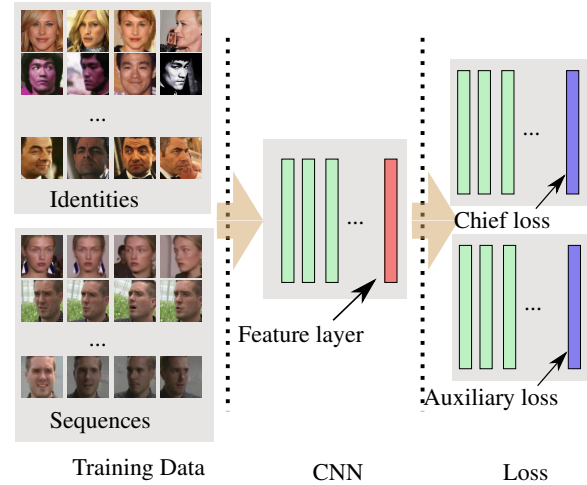 ...
Identities
...
Sequences
Training Data
...
Feature layer
CNN
...
Chief loss
...
Auxiliary loss
Loss